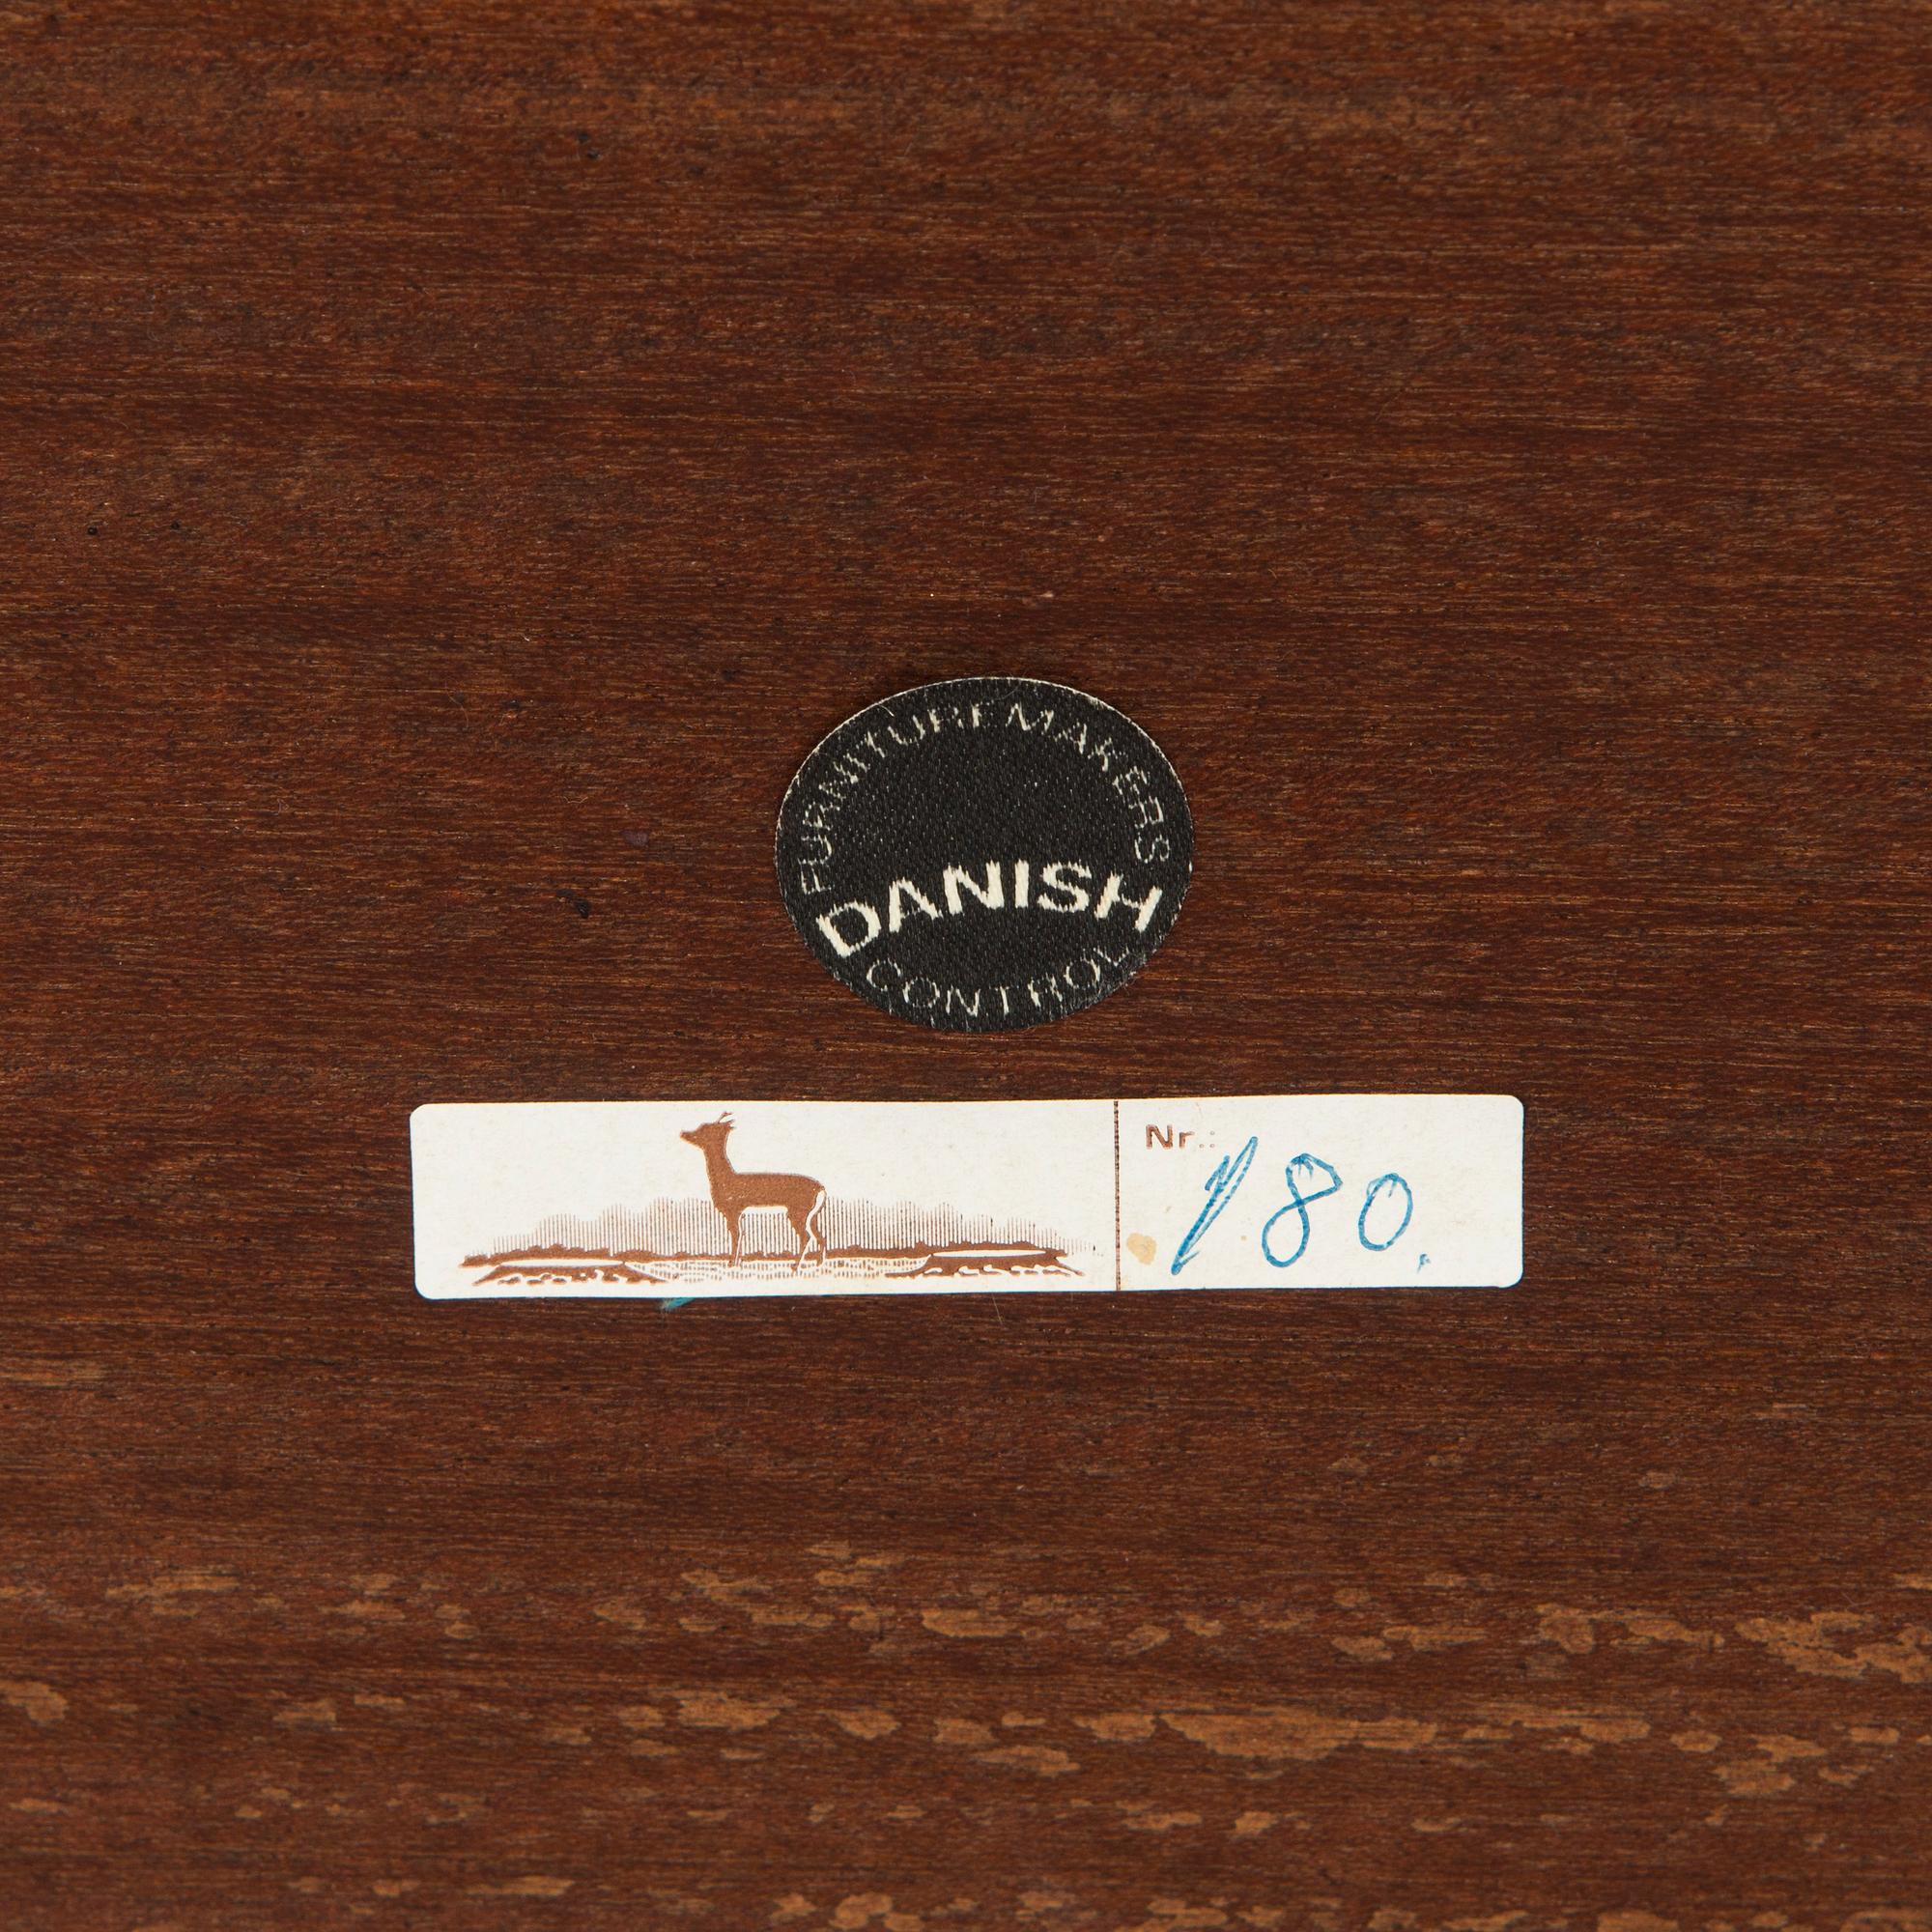 FURNITUREMAKERS
DANISH
CONTROL
Nr.: 180.